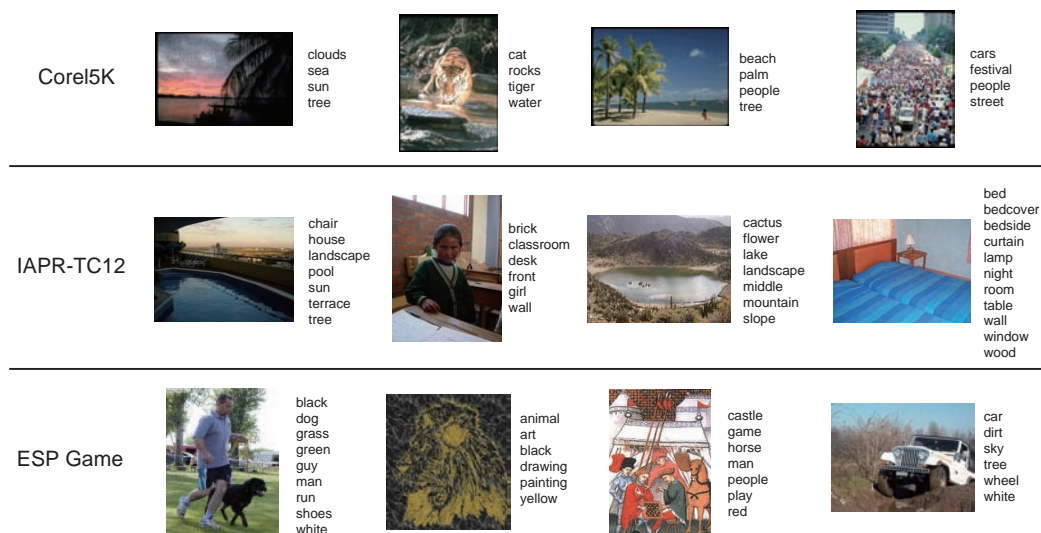 Corel5K
clouds
sea
sun
tree
cat
rocks
tiger
water
beach
palm
people
tree
cars
festival
people
street
IAPR-TC12
chair
house
landscape
pool
sun
terrace
tree
brick
classroom
desk
front
girl
wall
cactus
flower
lake
landscape
middle
mountain
slope
bed
bedcover
bedside
curtain
lamp
night
room
table
wall
window
wood
ESP Game
black
dog
grass
green
guy
man
run
shoes
white
animal
art
black
drawing
painting
yellow
castle
game
horse
man
people
play
red
car
dirt
sky
tree
wheel
white